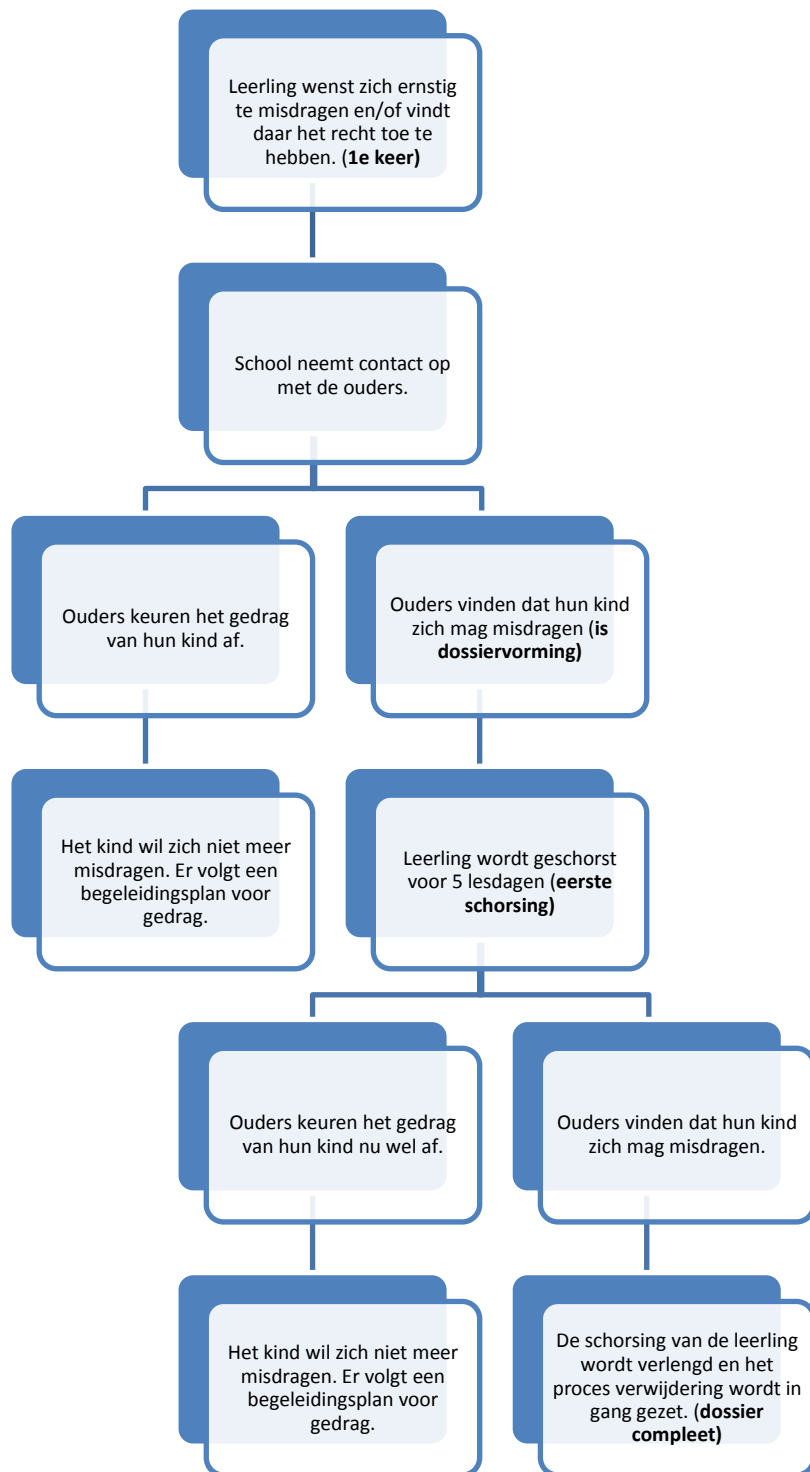 Leerling wenst zich ernstig
te misdragen en/of vindt
daar het recht toe te
hebben. (1e keer)
School neemt contact op
met de ouders.
Ouders keuren het gedrag
van hun kind af.
Ouders vinden dat hun kind
zich mag misdragen (is
dossiervorming)
Het kind wil zich niet meer
misdragen. Er volgt een
begeleidingsplan voor
gedrag.
Leerling wordt geschorst
voor 5 lesdagen (eerste
schorsing)
Ouders keuren het gedrag
van hun kind nu wel af.
Ouders vinden dat hun kind
zich mag misdragen.
Het kind wil zich niet meer
misdragen. Er volgt een
begeleidingsplan voor
gedrag.
De schorsing van de leerling
wordt verlengd en het
proces verwijdering wordt in
gang gezet. (dossier
compleet)